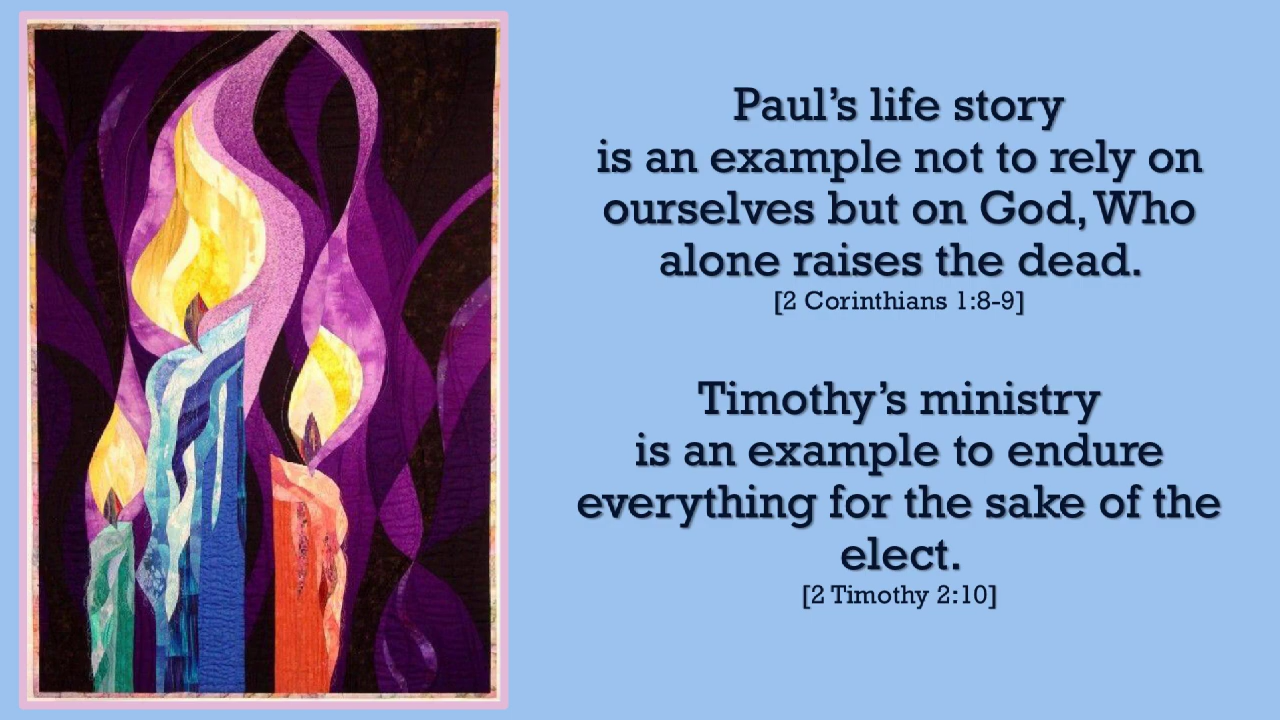 Paul’s life story
is an example not to rely on
ourselves but on God, Who
alone raises the dead.
[2 Corinthians 1:8-9]
Timothy’s ministry
is an example to endure
everything for the sake of the
elect.
[2 Timothy 2:10]